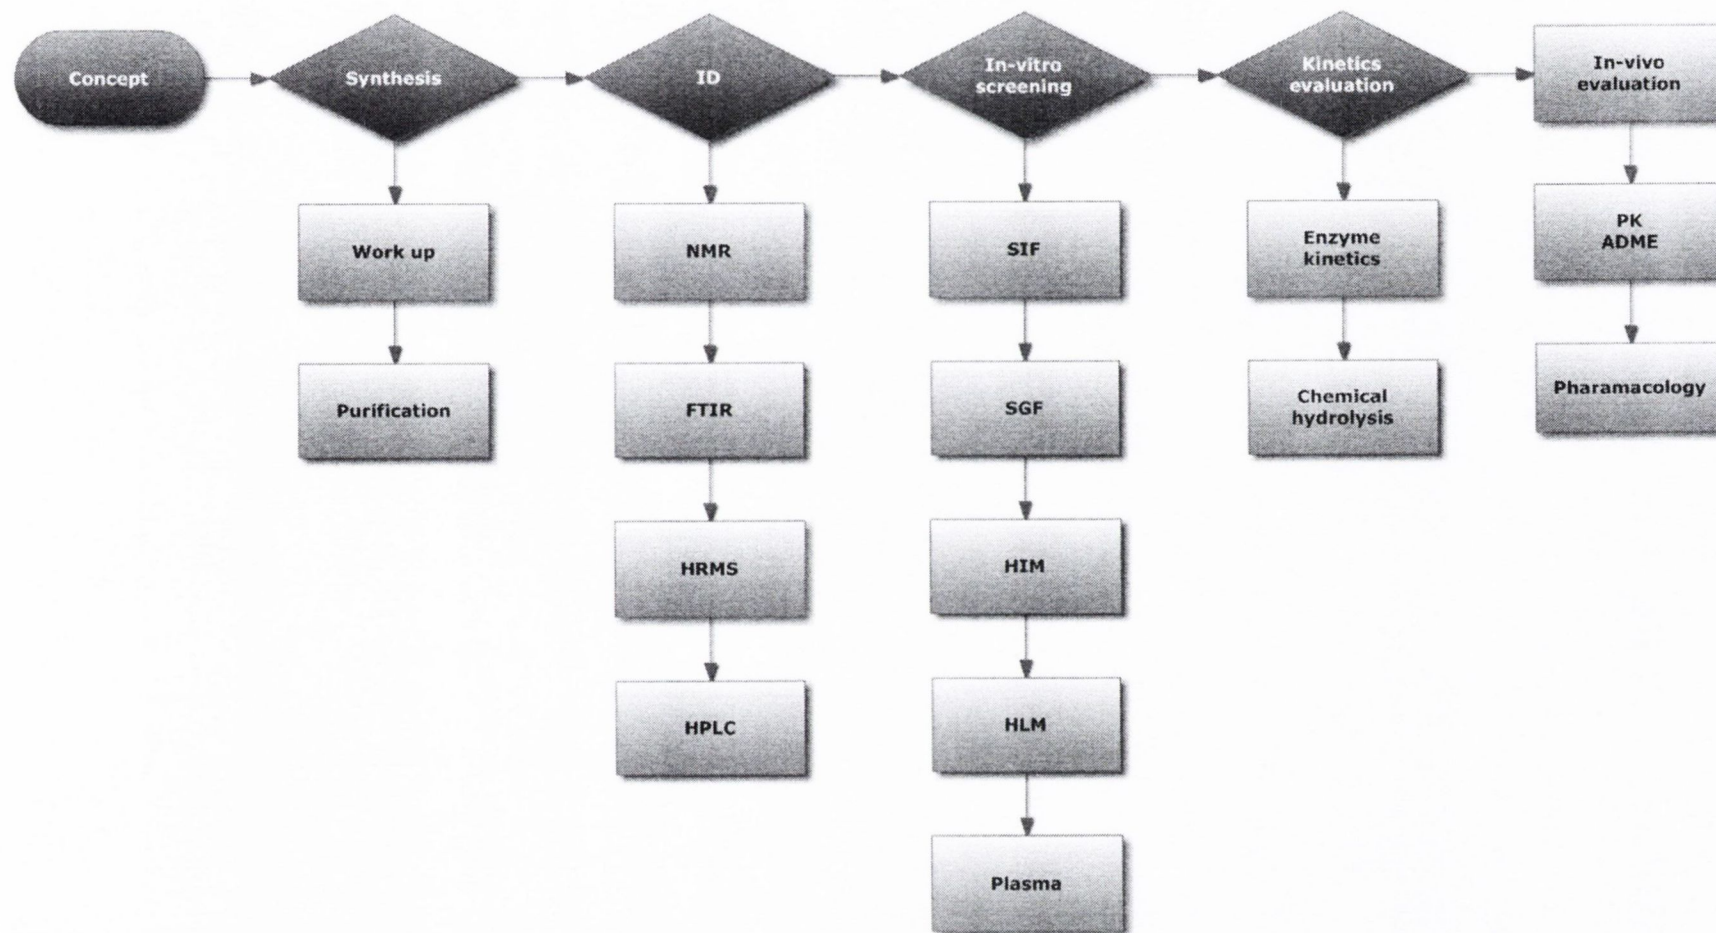 Concept
Synthesis
ID
In-vitro
screening
Kinetics
evaluation
In-vivo
evaluation
Work up
Purification
NMR
FTIR
HRMS
HPLC
SIF
SGF
HIM
HLM
Plasma
Enzyme
kinetics
Chemical
hydrolysis
PK
ADME
Pharamacology